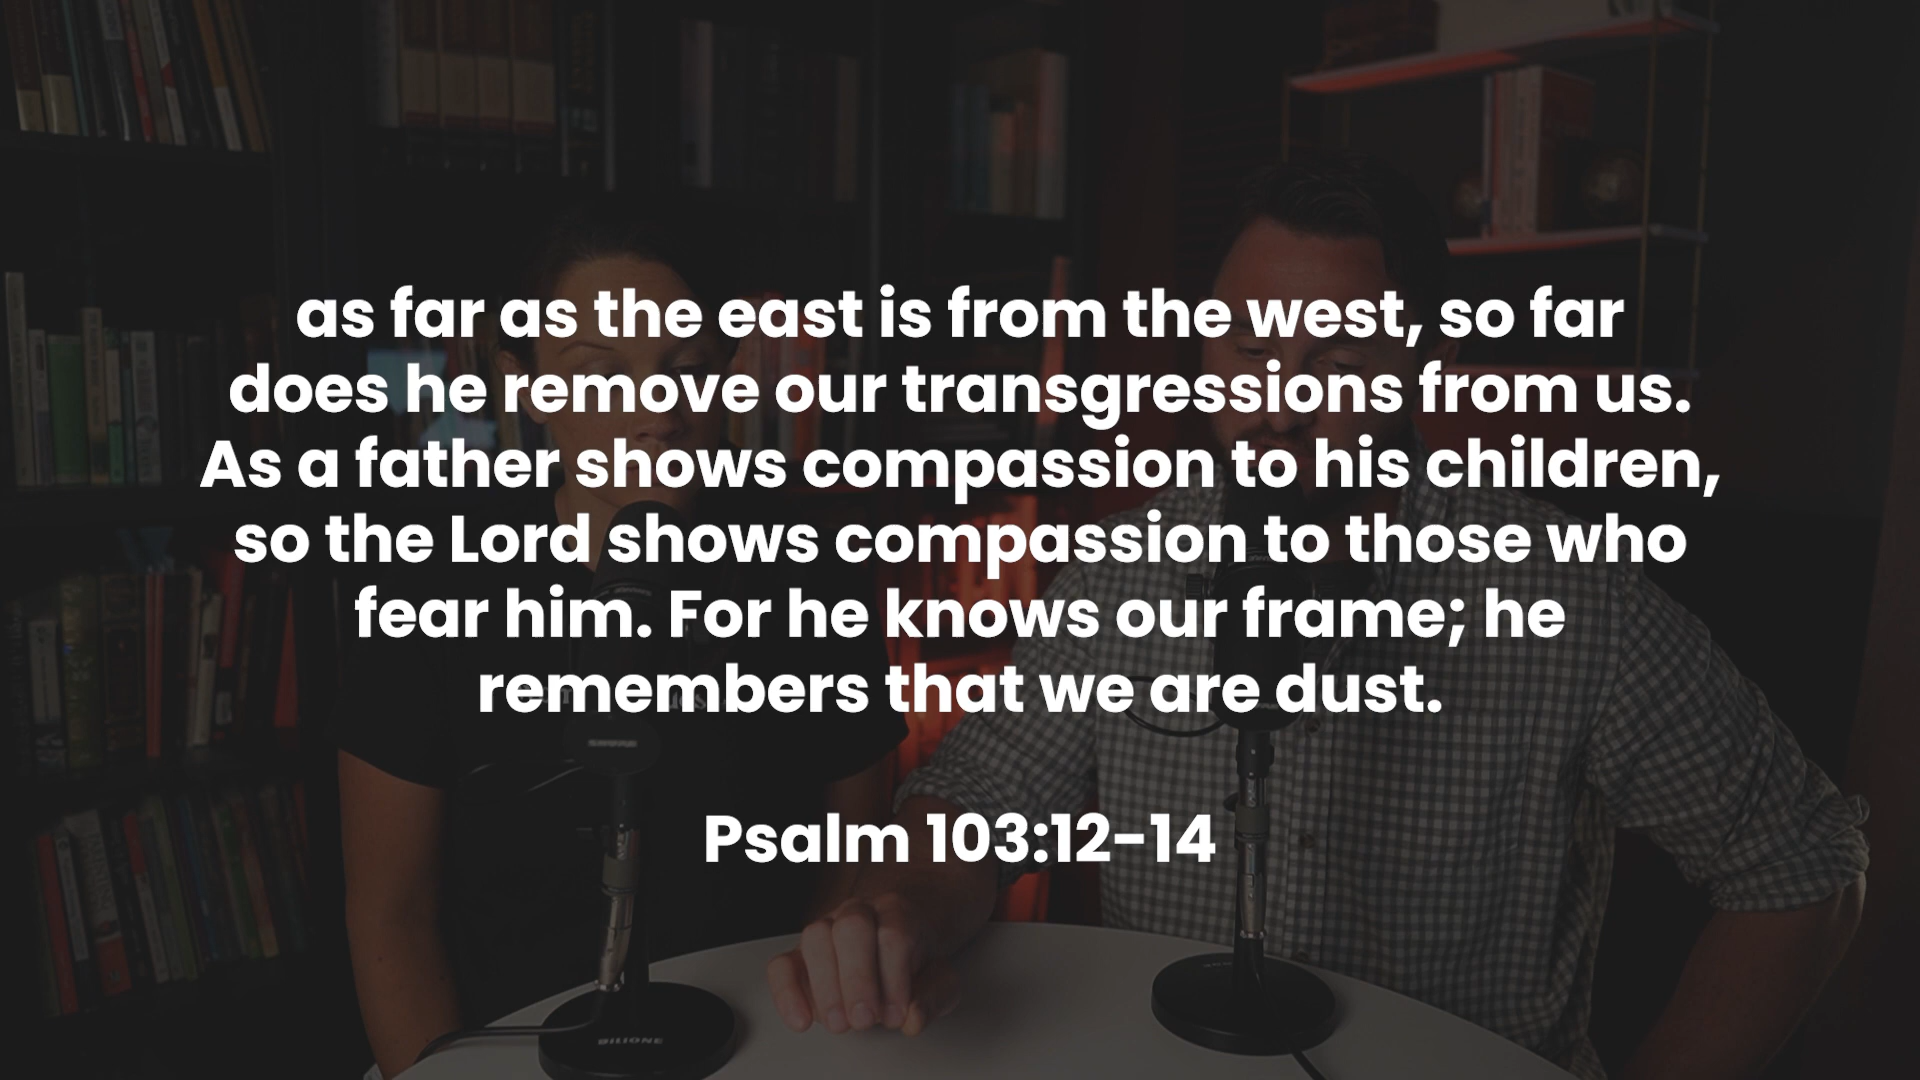 as far as the east is from the west, so far
does he remove our transgressions from us.
As a father shows compassion to his children,
so the Lord shows compassion to those who
fear him. For he knows our frame; he
remembers that we are dust.
Psalm 103:12-14
BILIONE